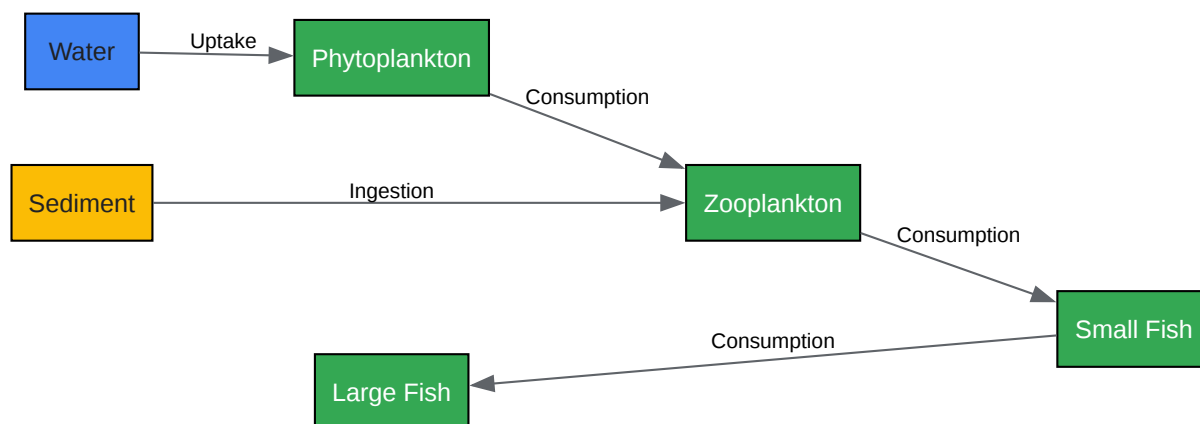 Water
Uptake
Phytoplankton
Consumption
Sediment
Ingestion
Zooplankton
Consumption
Small Fish
Consumption
Large Fish